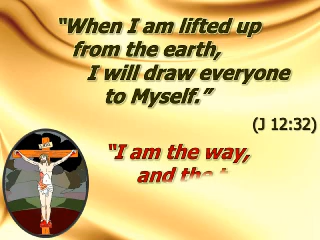 “When I am lifted up
from the earth,
I will draw everyone
to Myself.”
(J 12:32)
“I am the way,
and the